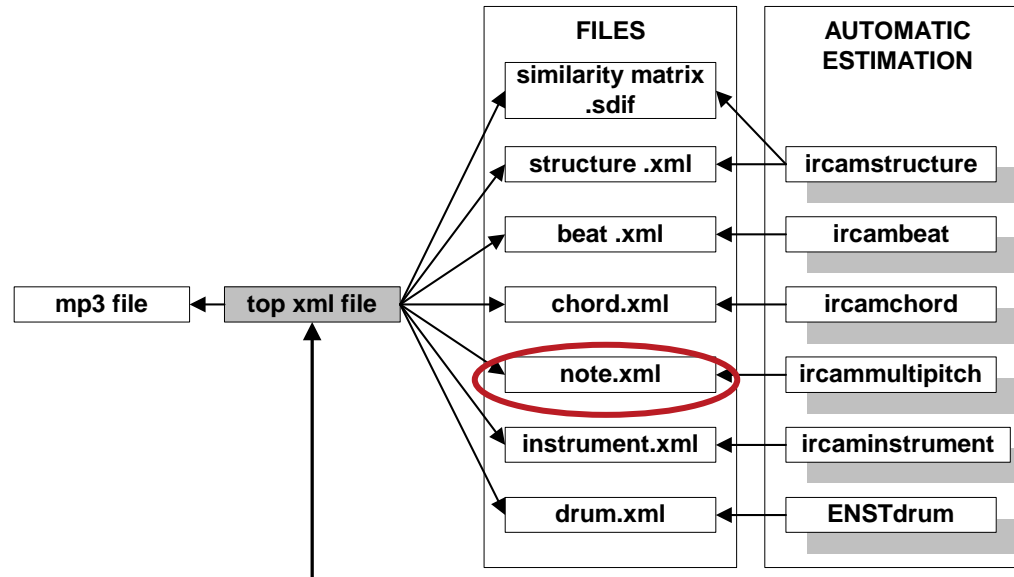 FILES
AUTOMATIC
ESTIMATION
similarity matrix
.sdif
structure .xml
ircamstructure
beat .xml
ircambeat
mp3 file
top xml file
chord.xml
ircamchord
note.xml
ircammultipitch
instrument.xml
ircaminstrument
drum.xml
ENSTdrum